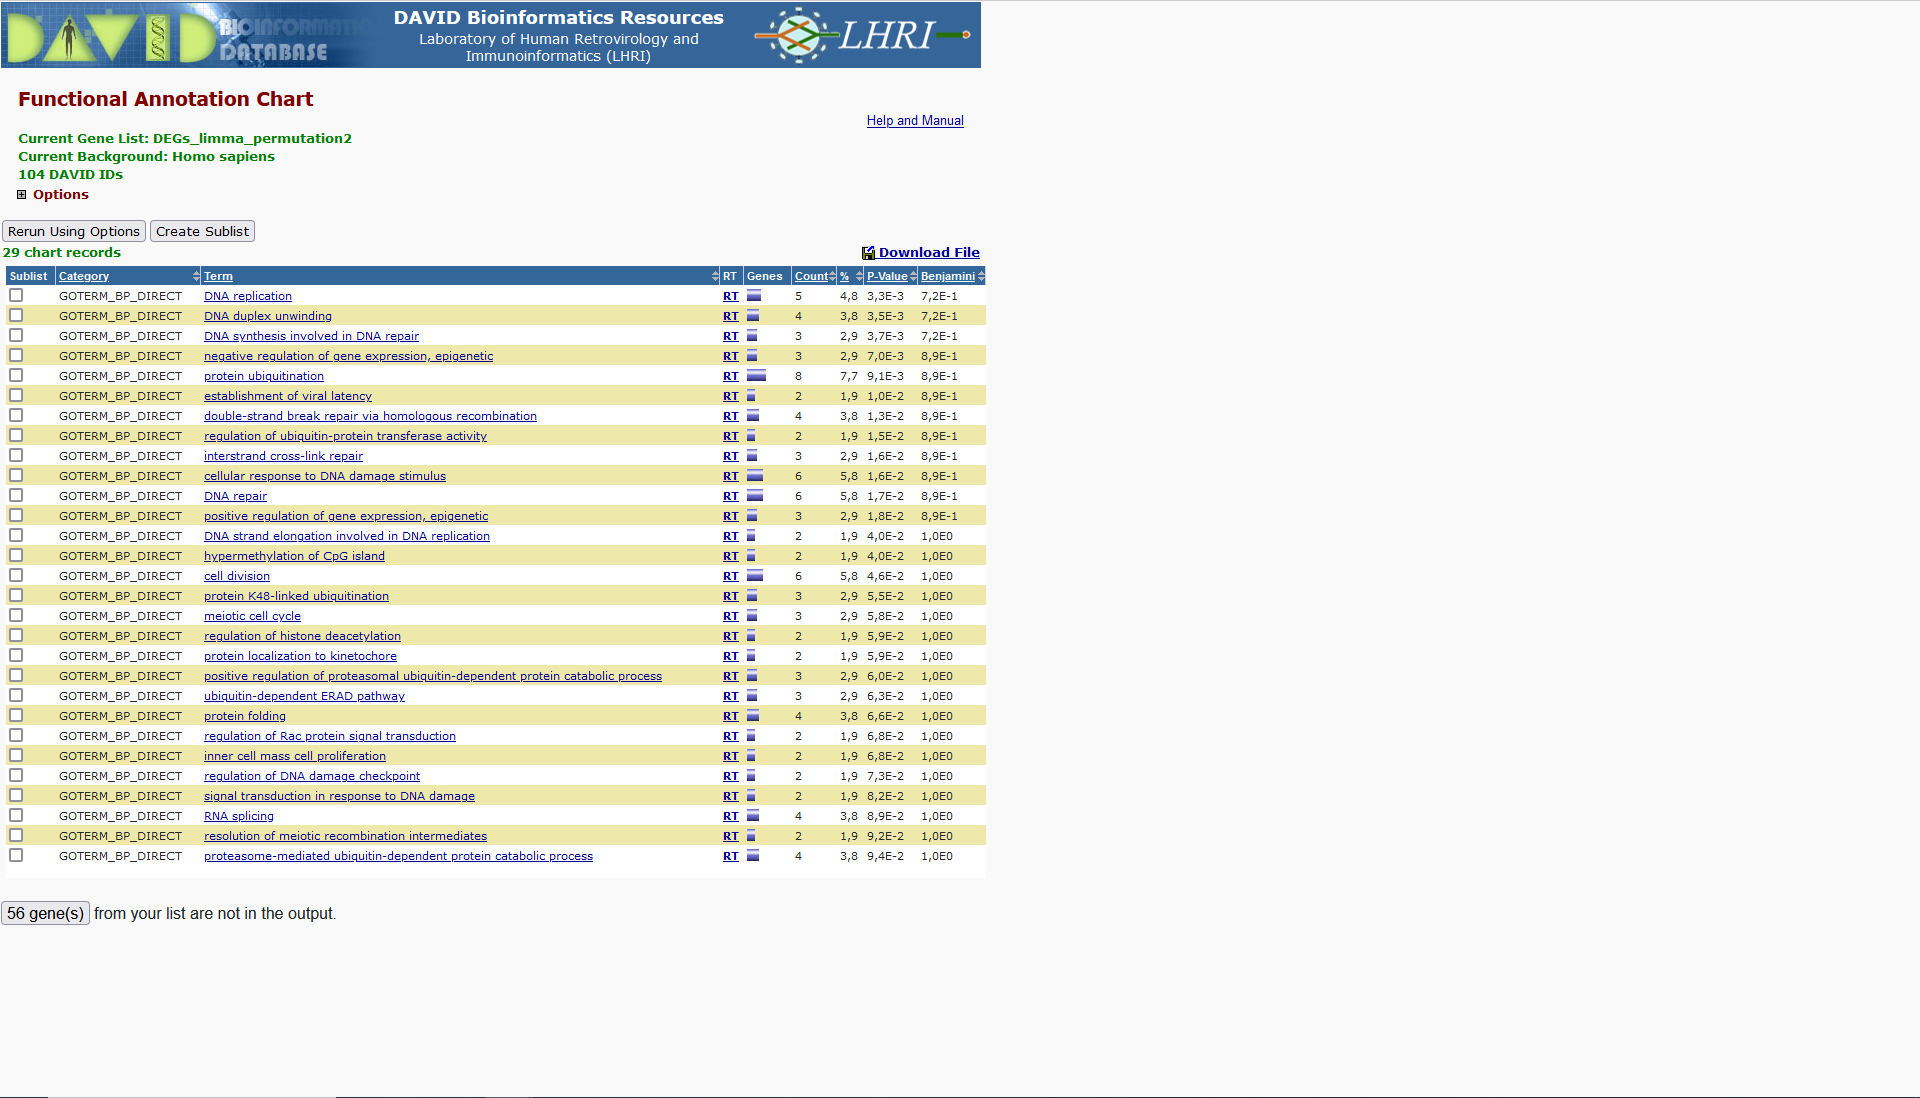 DAVID BIOINFORMATICS
DATABASE
DAVID Bioinformatics Resources
Laboratory of Human Retrovirology and
Immunoinformatics (LHRI)
LHRI
Functional Annotation Chart
Help and Manual
Current Gene List: DEGs_limma_permutation2
Current Background: Homo sapiens
104 DAVID IDs
Options
Rerun Using Options Create Sublist
29 chart records Download File
Sublist Category Term RT Genes Count % P-Value Benjamini
GOTERM_BP_DIRECT DNA replication RT 5 4,8 3,3E-3 7,2E-1
GOTERM_BP_DIRECT DNA duplex unwinding RT 4 3,8 3,5E-3 7,2E-1
GOTERM_BP_DIRECT DNA synthesis involved in DNA repair RT 3 2,9 3,7E-3 7,2E-1
GOTERM_BP_DIRECT negative regulation of gene expression, epigenetic RT 3 2,9 7,0E-3 8,9E-1
GOTERM_BP_DIRECT protein ubiquitination RT 8 7,7 9,1E-3 8,9E-1
GOTERM_BP_DIRECT establishment of viral latency RT 2 1,9 1,0E-2 8,9E-1
GOTERM_BP_DIRECT double-strand break repair via homologous recombination RT 4 3,8 1,3E-2 8,9E-1
GOTERM_BP_DIRECT regulation of ubiquitin-protein transferase activity RT 2 1,9 1,5E-2 8,9E-1
GOTERM_BP_DIRECT interstrand cross-link repair RT 3 2,9 1,6E-2 8,9E-1
GOTERM_BP_DIRECT cellular response to DNA damage stimulus RT 6 5,8 1,6E-2 8,9E-1
GOTERM_BP_DIRECT DNA repair RT 6 5,8 1,7E-2 8,9E-1
GOTERM_BP_DIRECT positive regulation of gene expression, epigenetic RT 3 2,9 1,8E-2 8,9E-1
GOTERM_BP_DIRECT DNA strand elongation involved in DNA replication RT 2 1,9 4,0E-2 1,0E0
GOTERM_BP_DIRECT hypermethylation of CpG island RT 2 1,9 4,0E-2 1,0E0
GOTERM_BP_DIRECT cell division RT 6 5,8 4,6E-2 1,0E0
GOTERM_BP_DIRECT protein K48-linked ubiquitination RT 3 2,9 5,5E-2 1,0E0
GOTERM_BP_DIRECT meiotic cell cycle RT 3 2,9 5,8E-2 1,0E0
GOTERM_BP_DIRECT regulation of histone deacetylation RT 2 1,9 5,9E-2 1,0E0
GOTERM_BP_DIRECT protein localization to kinetochore RT 2 1,9 5,9E-2 1,0E0
GOTERM_BP_DIRECT positive regulation of proteasomal ubiquitin-dependent protein catabolic process RT 3 2,9 6,0E-2 1,0E0
GOTERM_BP_DIRECT ubiquitin-dependent ERAD pathway RT 3 2,9 6,3E-2 1,0E0
GOTERM_BP_DIRECT protein folding RT 4 3,8 6,6E-2 1,0E0
GOTERM_BP_DIRECT regulation of Rac protein signal transduction RT 2 1,9 6,8E-2 1,0E0
GOTERM_BP_DIRECT inner cell mass cell proliferation RT 2 1,9 6,8E-2 1,0E0
GOTERM_BP_DIRECT regulation of DNA damage checkpoint RT 2 1,9 7,3E-2 1,0E0
GOTERM_BP_DIRECT signal transduction in response to DNA damage RT 2 1,9 8,2E-2 1,0E0
GOTERM_BP_DIRECT RNA splicing RT 4 3,8 8,9E-2 1,0E0
GOTERM_BP_DIRECT resolution of meiotic recombination intermediates RT 2 1,9 9,2E-2 1,0E0
GOTERM_BP_DIRECT proteasome-mediated ubiquitin-dependent protein catabolic process RT 4 3,8 9,4E-2 1,0E0
56 gene(s) from your list are not in the output.